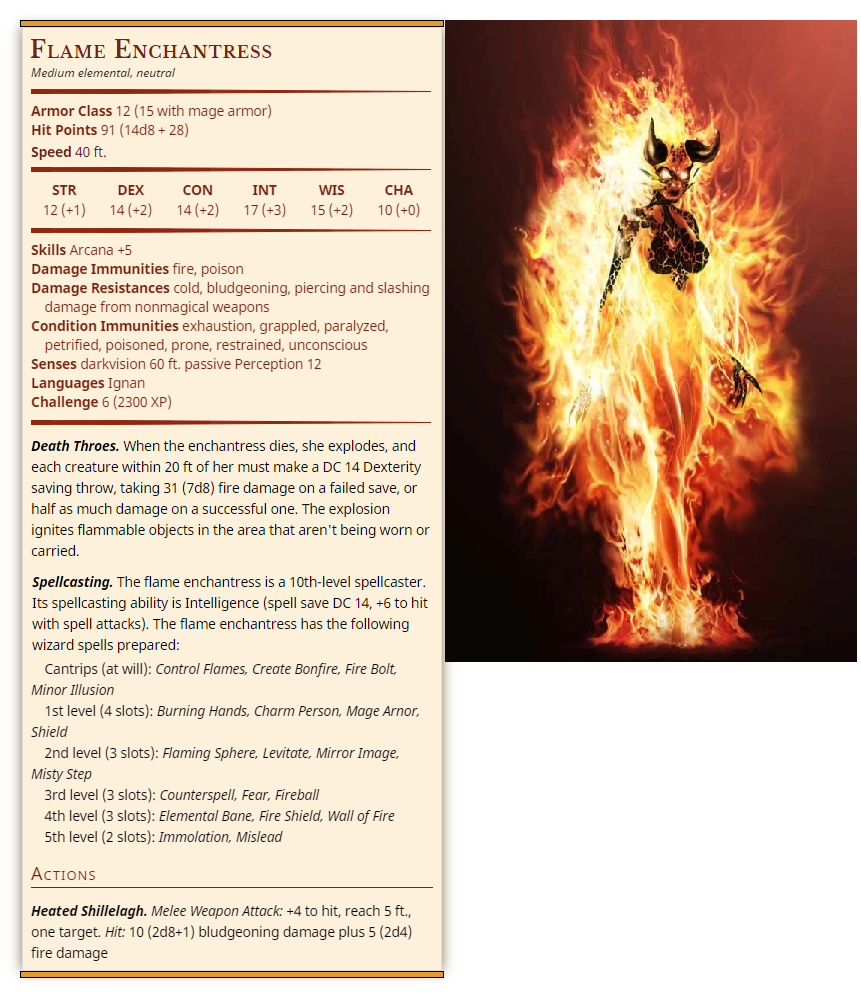 Flame Enchantress
Medium elemental, neutral
Armor Class 12 (15 with mage armor)
Hit Points 91 (14d8 + 28)
Speed 40 ft.
STR DEX CON INT WIS CHA
12 (+1) 14 (+2) 14 (+2) 17 (+3) 15 (+2) 10 (+0)
Skills Arcana +5
Damage Immunities fire, poison
Damage Resistances cold, bludgeoning, piercing and slashing
damage from nonmagical weapons
Condition Immunities exhaustion, grappled, paralyzed,
petrified, poisoned, prone, restrained, unconscious
Senses darkvision 60 ft. passive Perception 12
Languages Ignan
Challenge 6 (2300 XP)
Death Throes. When the enchantress dies, she explodes, and
each creature within 20 ft of her must make a DC 14 Dexterity
saving throw, taking 31 (7d8) fire damage on a failed save, or
half as much damage on a successful one. The explosion
ignites flammable objects in the area that aren't being worn or
carried.
Spellcasting. The flame enchantress is a 10th-level spellcaster.
Its spellcasting ability is Intelligence (spell save DC 14, +6 to hit
with spell attacks). The flame enchantress has the following
wizard spells prepared:
Cantrips (at will): Control Flames, Create Bonfire, Fire Bolt,
Minor Illusion
1st level (4 slots): Burning Hands, Charm Person, Mage Arnor,
Shield
2nd level (3 slots): Flaming Sphere, Levitate, Mirror Image,
Misty Step
3rd level (3 slots): Counterspell, Fear, Fireball
4th level (3 slots): Elemental Bane, Fire Shield, Wall of Fire
5th level (2 slots): Immolation, Mislead
Actions
Heated Shillelagh. Melee Weapon Attack: +4 to hit, reach 5 ft.,
one target. Hit: 10 (2d8+1) bludgeoning damage plus 5 (2d4)
fire damage